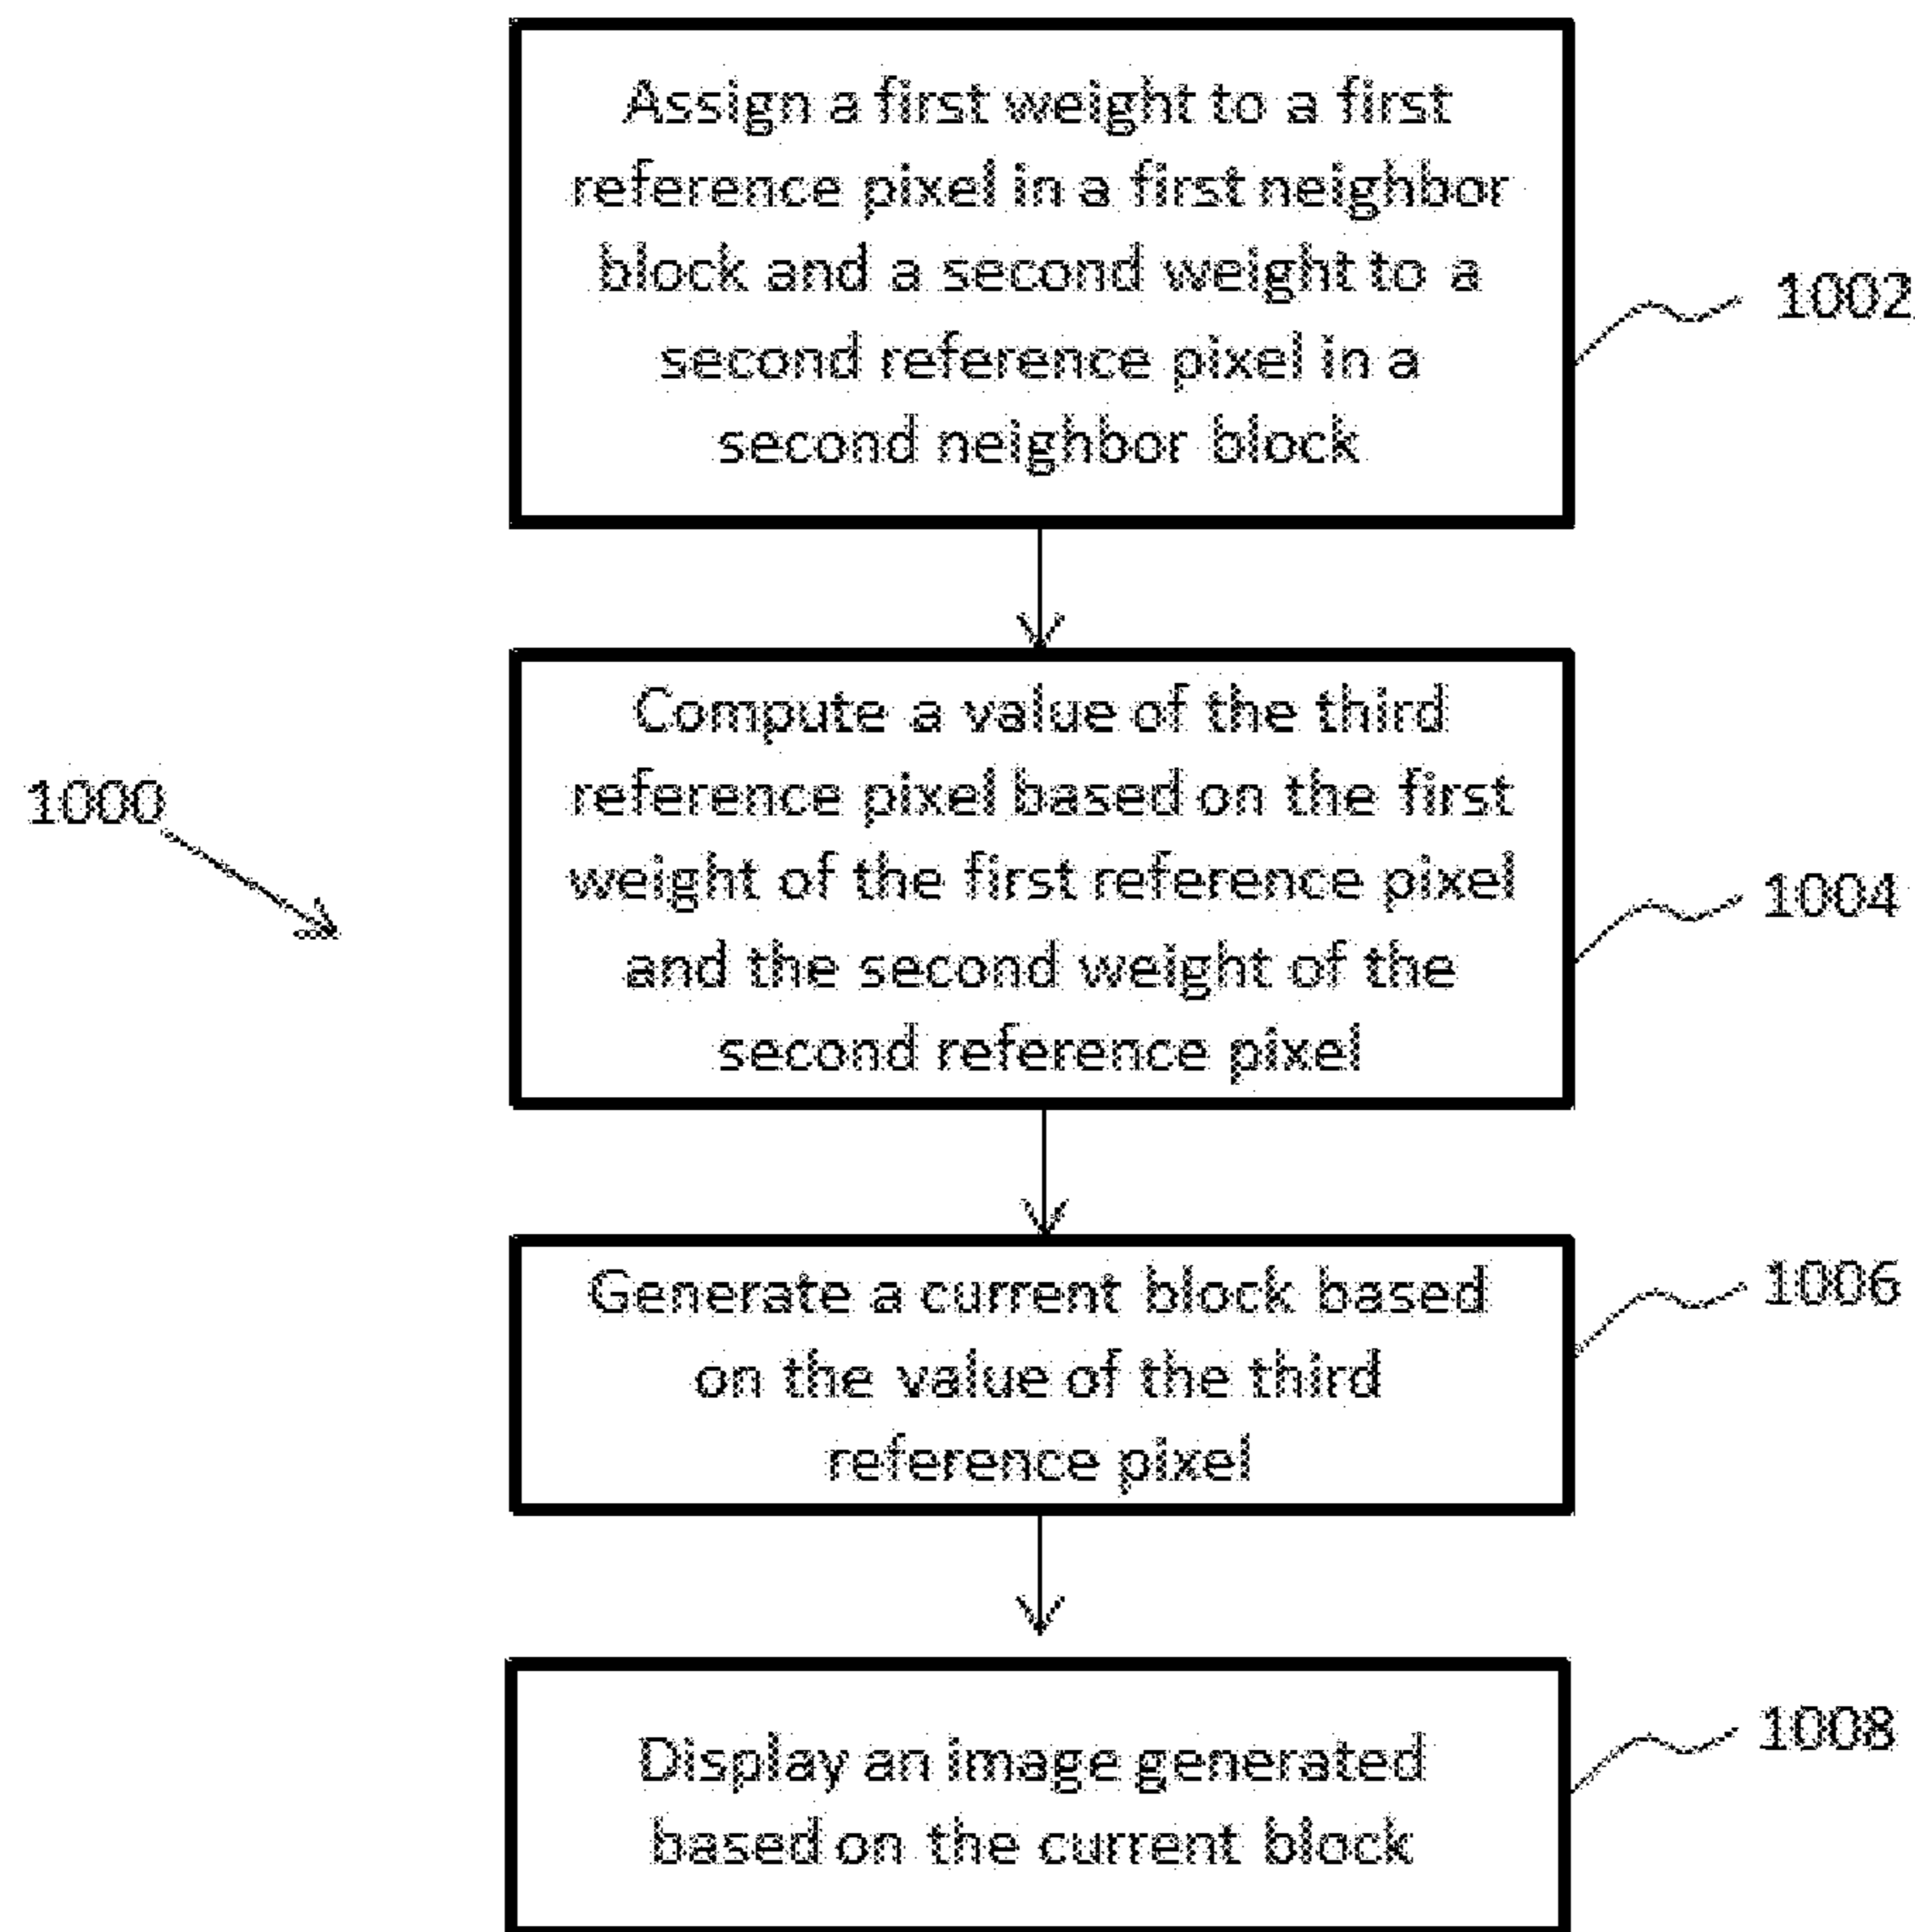 Assign a first weight to a first
reference pixel in a first neighbor
block and a second weight to a
second reference pixel in a
second neighbor block
1002
Compute a value of the third
reference pixel based on the first
weight of the first reference pixel
and the second weight of the
second reference pixel
1000
1004
Generate a current block based
on the value of the third
reference pixel
1006
Display an image generated
based on the current block
1008